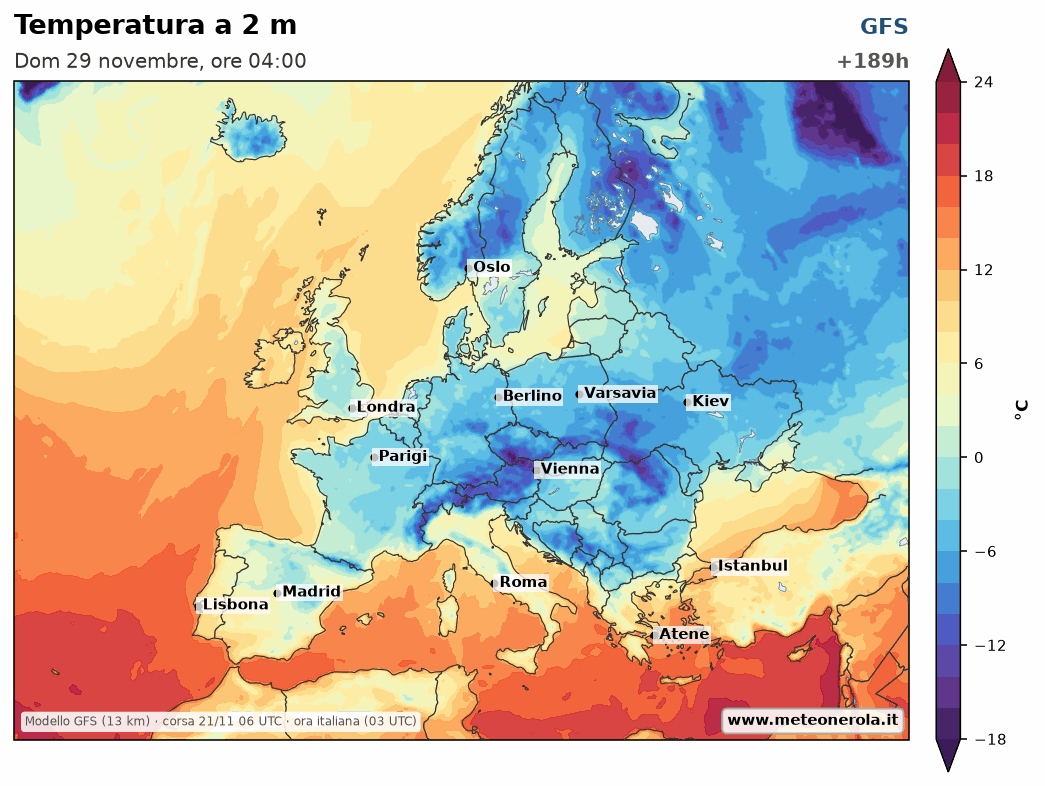 Temperatura a 2 m
GFS
Dom 29 novembre, ore 04:00
+189h
24
18
12
6
0
−6
−12
−18
°C
Oslo
Londra
Berlino
Varsavia
Kiev
Parigi
Vienna
Istanbul
Roma
Madrid
Lisbona
Atene
Modello GFS (13 km) · corsa 21/11 06 UTC · ora italiana (03 UTC)
www.meteonerola.it